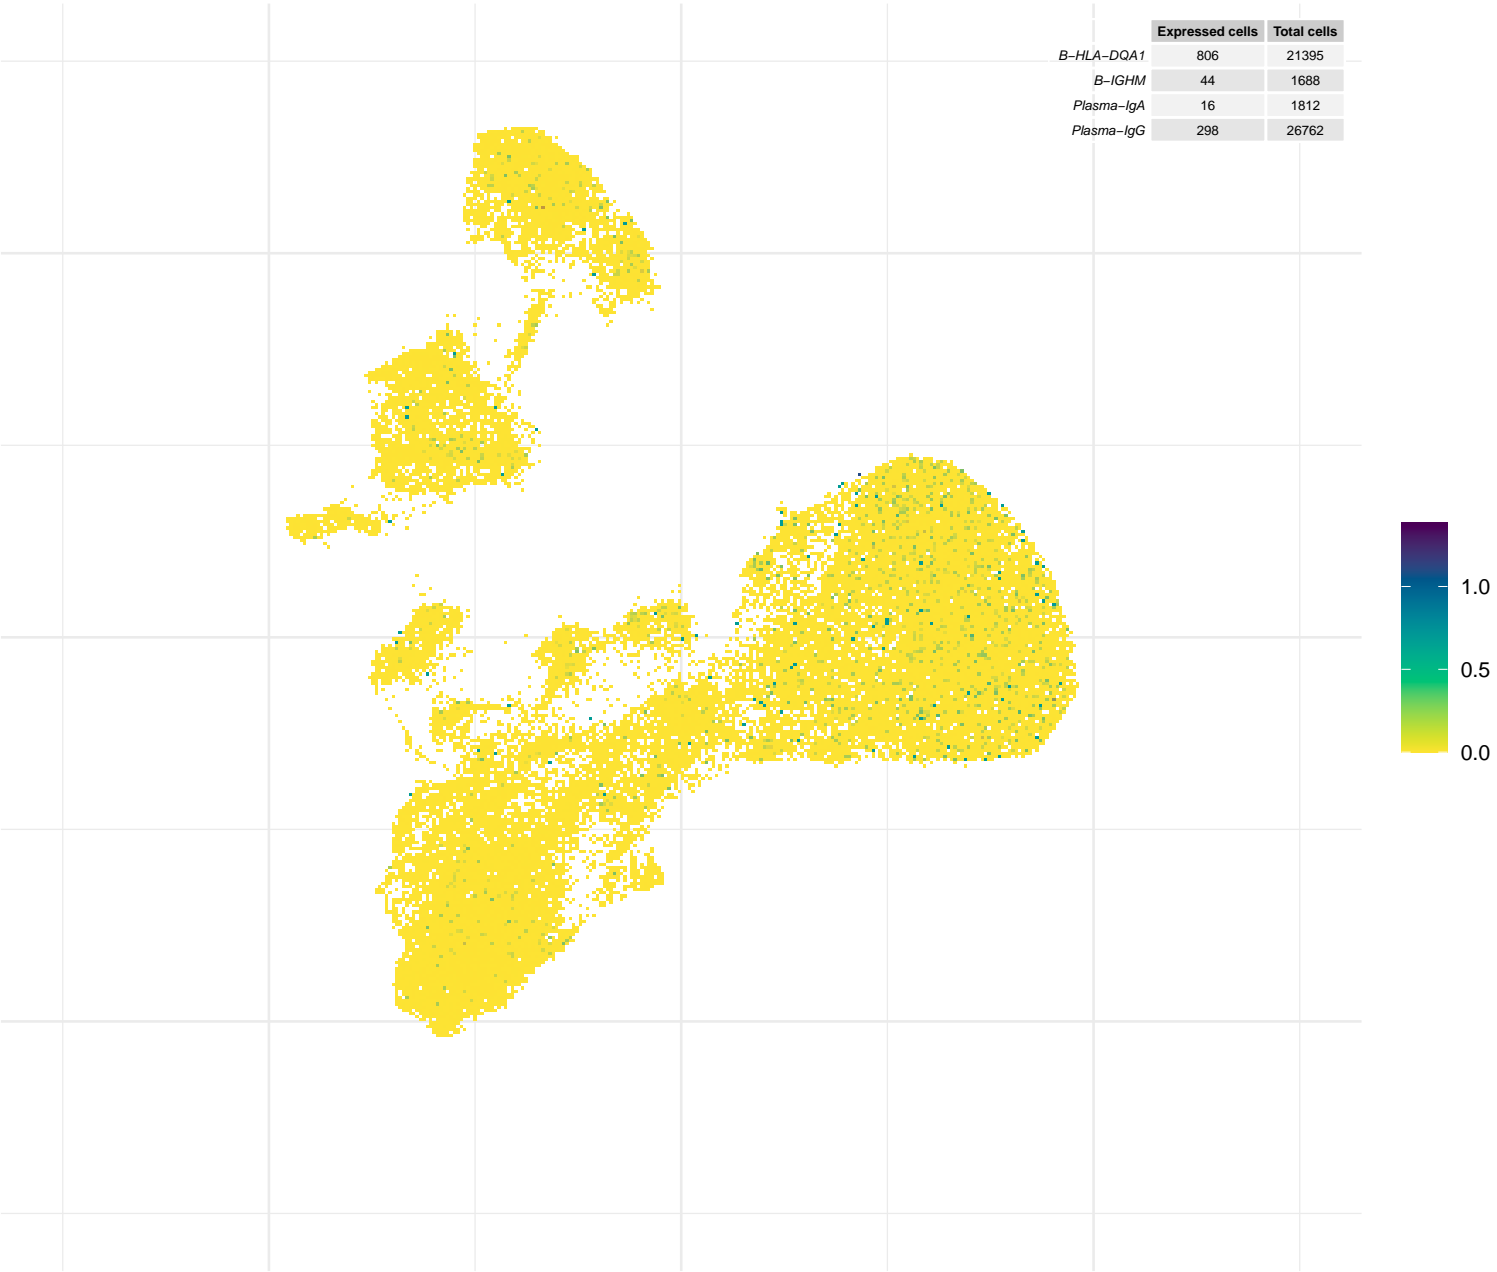 Expressed cells Total cells
B-HLA-DQA1 806 21395
B-IGHM 44 1688
Plasma-IgA 16 1812
Plasma-IgG 298 26762
1.0
0.5
0.0